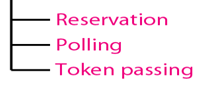 Reservation
Polling
Token passing